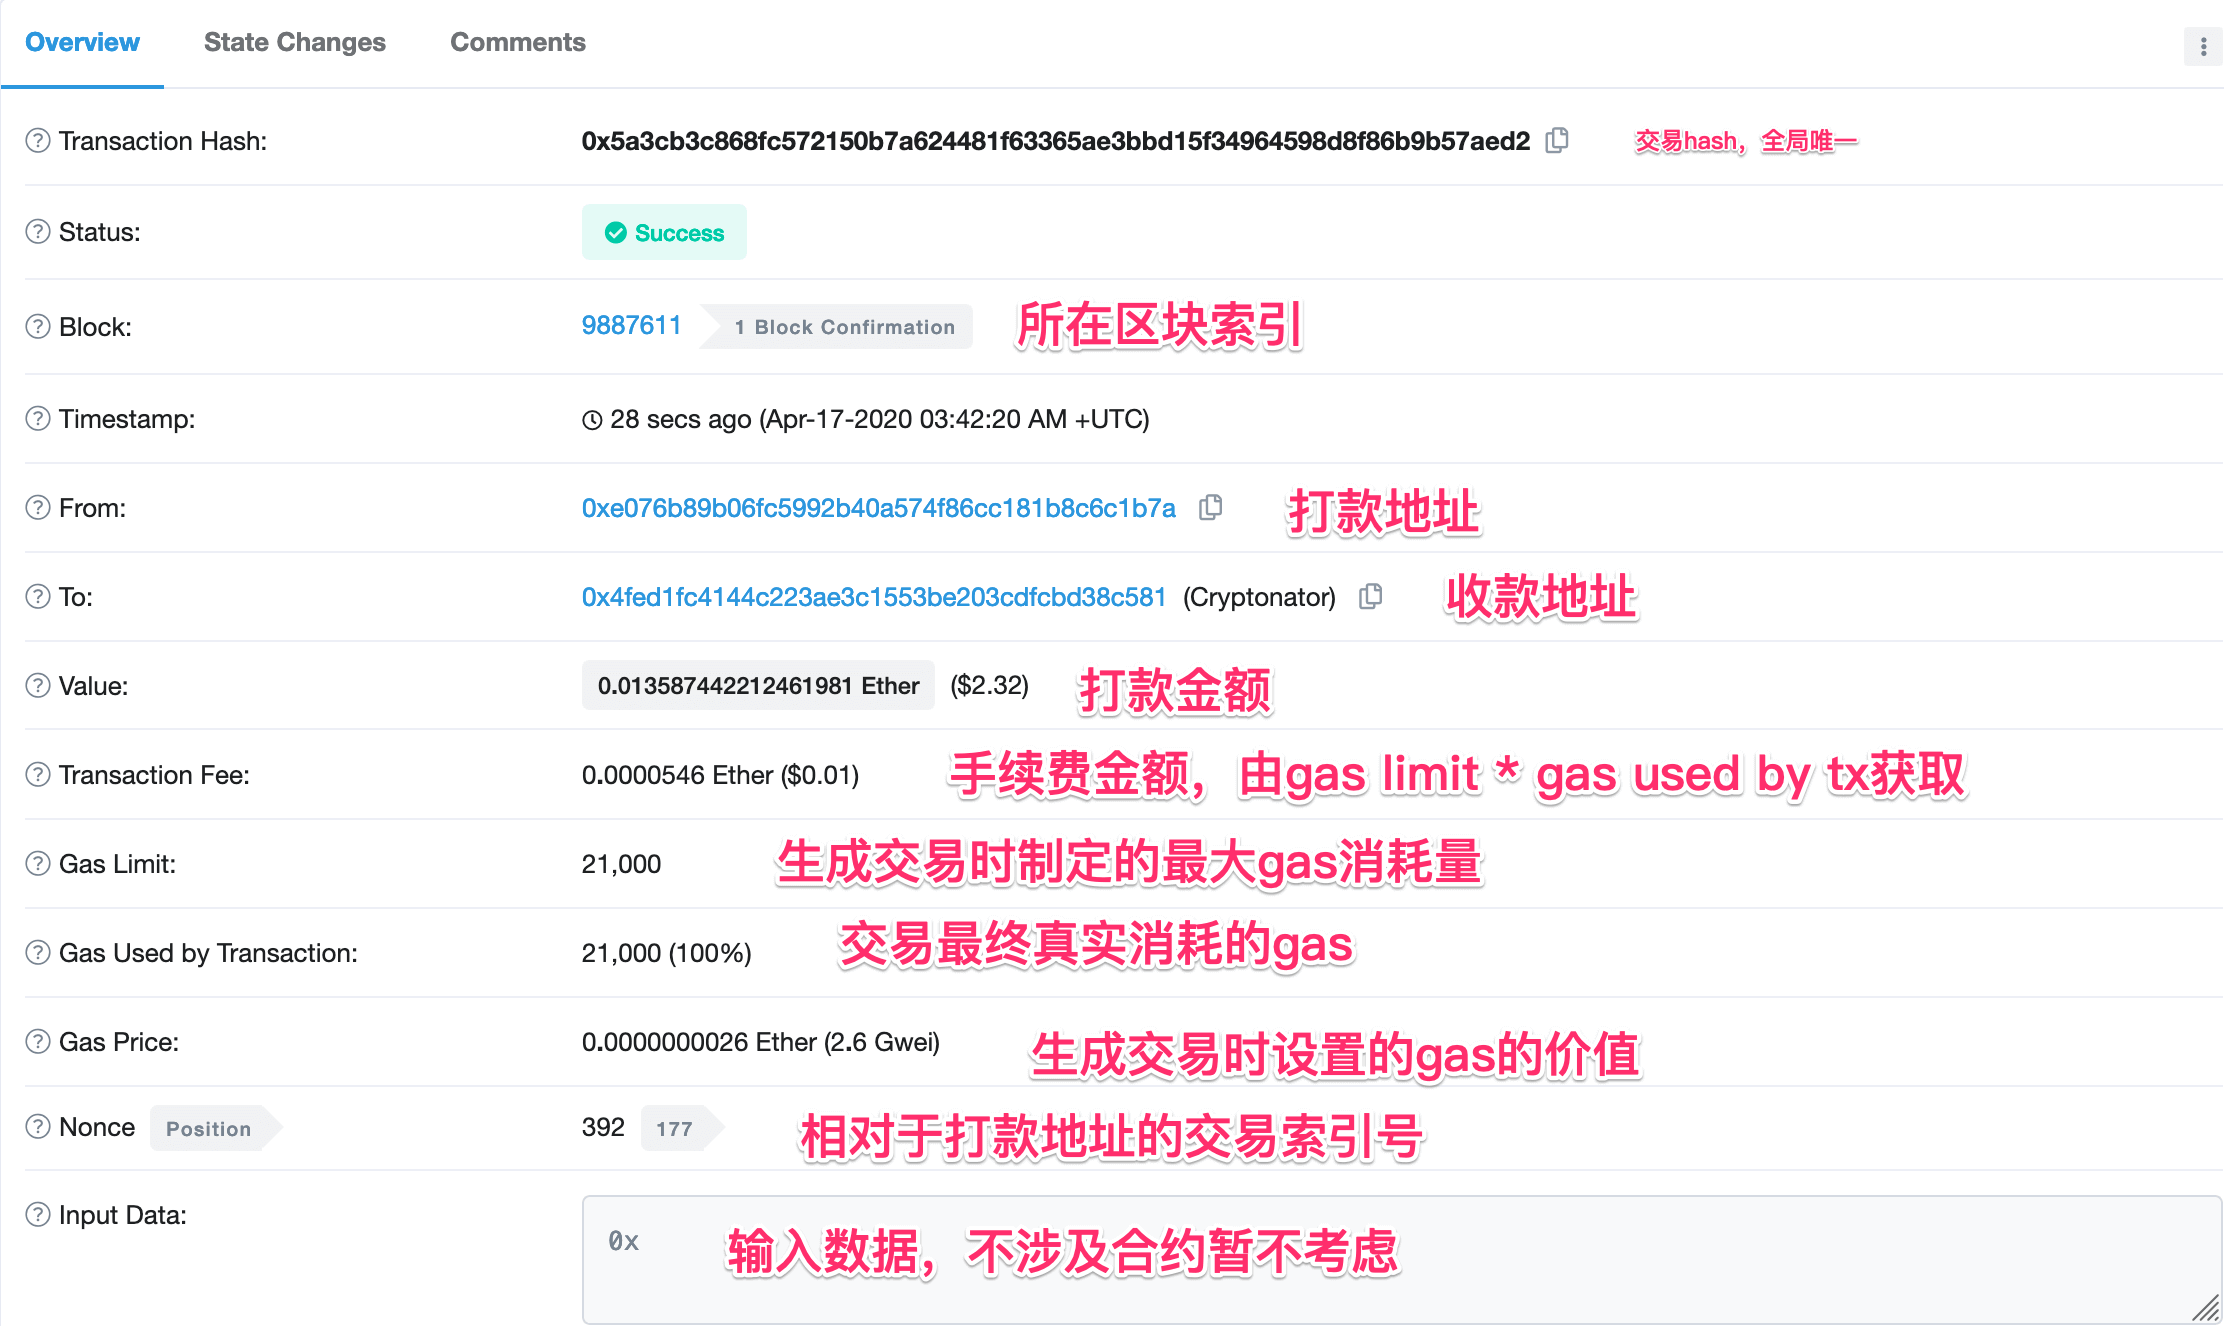 Overview State Changes Comments
Transaction Hash: 0x5a3cb3c868fc572150b7a624481f63365ae3bbd15f34964598d8f86b9b57aed2 交易hash，全局唯一
Status: Success
Block: 9887611 1 Block Confirmation 所在区块索引
Timestamp: 28 secs ago (Apr-17-2020 03:42:20 AM +UTC)
From: 0xe076b89b06fc5992b40a574f86cc181b8c6c1b7a 打款地址
To: 0x4fed1fc4144c223ae3c1553be203cdfcbd38c581 (Cryptonator) 收款地址
Value: 0.013587442212461981 Ether ($2.32) 打款金额
Transaction Fee: 0.0000546 Ether ($0.01) 手续费金额，由gas limit * gas used by tx获取
Gas Limit: 21,000 生成交易时制定的最大gas消耗量
Gas Used by Transaction: 21,000 (100%) 交易最终真实消耗的gas
Gas Price: 0.0000000026 Ether (2.6 Gwei) 生成交易时设置的gas的价值
Nonce Position 392 177 相对于打款地址的交易索引号
Input Data: 0x 输入数据，不涉及合约暂不考虑